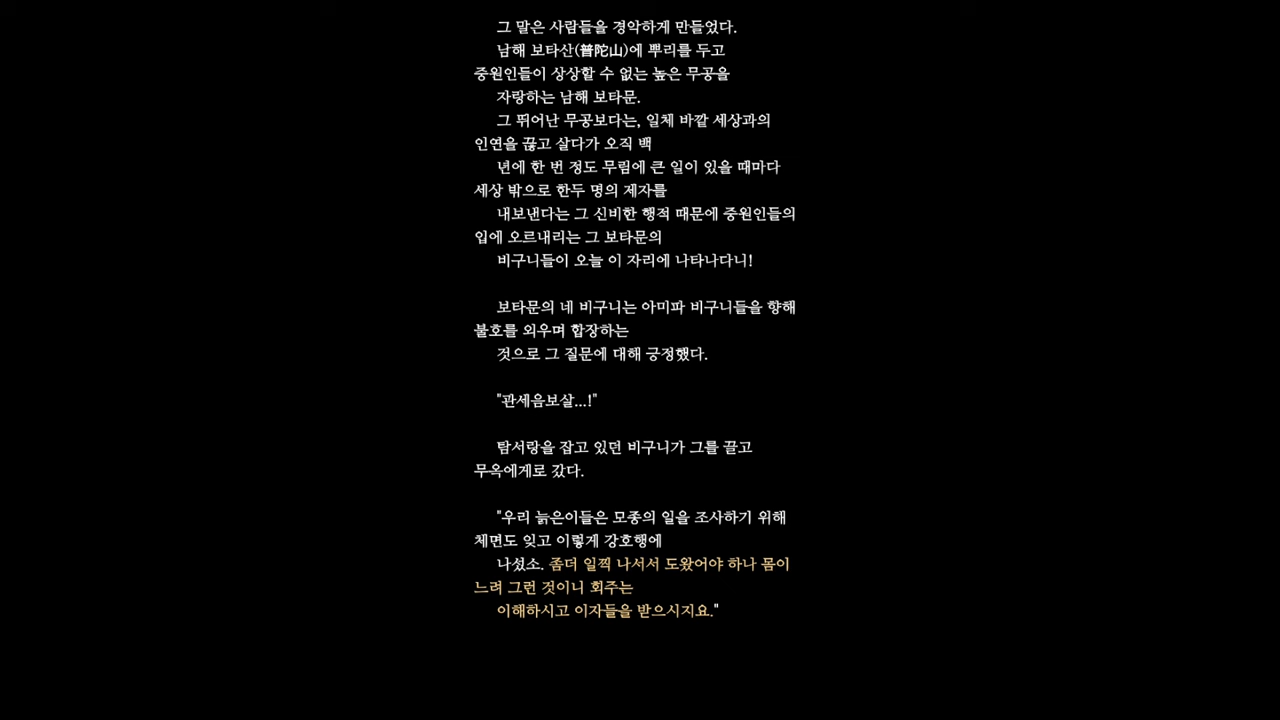 그 말은 사람들을 경악하게 만들었다.
남해 보타산(普陀山)에 뿌리를 두고
중원인들이 상상할 수 없는 높은 무공을
자랑하는 남해 보타문.
그 뛰어난 무공보다는, 일체 바깥 세상과의
인연을 끊고 살다가 오직 백
년에 한 번 정도 무림에 큰 일이 있을 때마다
세상 밖으로 한두 명의 제자를
내보낸다는 그 신비한 행적 때문에 중원인들의
입에 오르내리는 그 보타문의
비구니들이 오늘 이 자리에 나타나다니!
보타문의 네 비구니는 아미파 비구니들을 향해
불호를 외우며 합장하는
것으로 그 질문에 대해 긍정했다.
"관세음보살...!"
탐서랑을 잡고 있던 비구니가 그를 끌고
무옥에게로 갔다.
"우리 늙은이들은 모종의 일을 조사하기 위해
체면도 잊고 이렇게 강호행에
나섰소. 좀더 일찍 나서서 도왔어야 하나 몸이
느려 그런 것이니 회주는
이해하시고 이자들을 받으시지요."